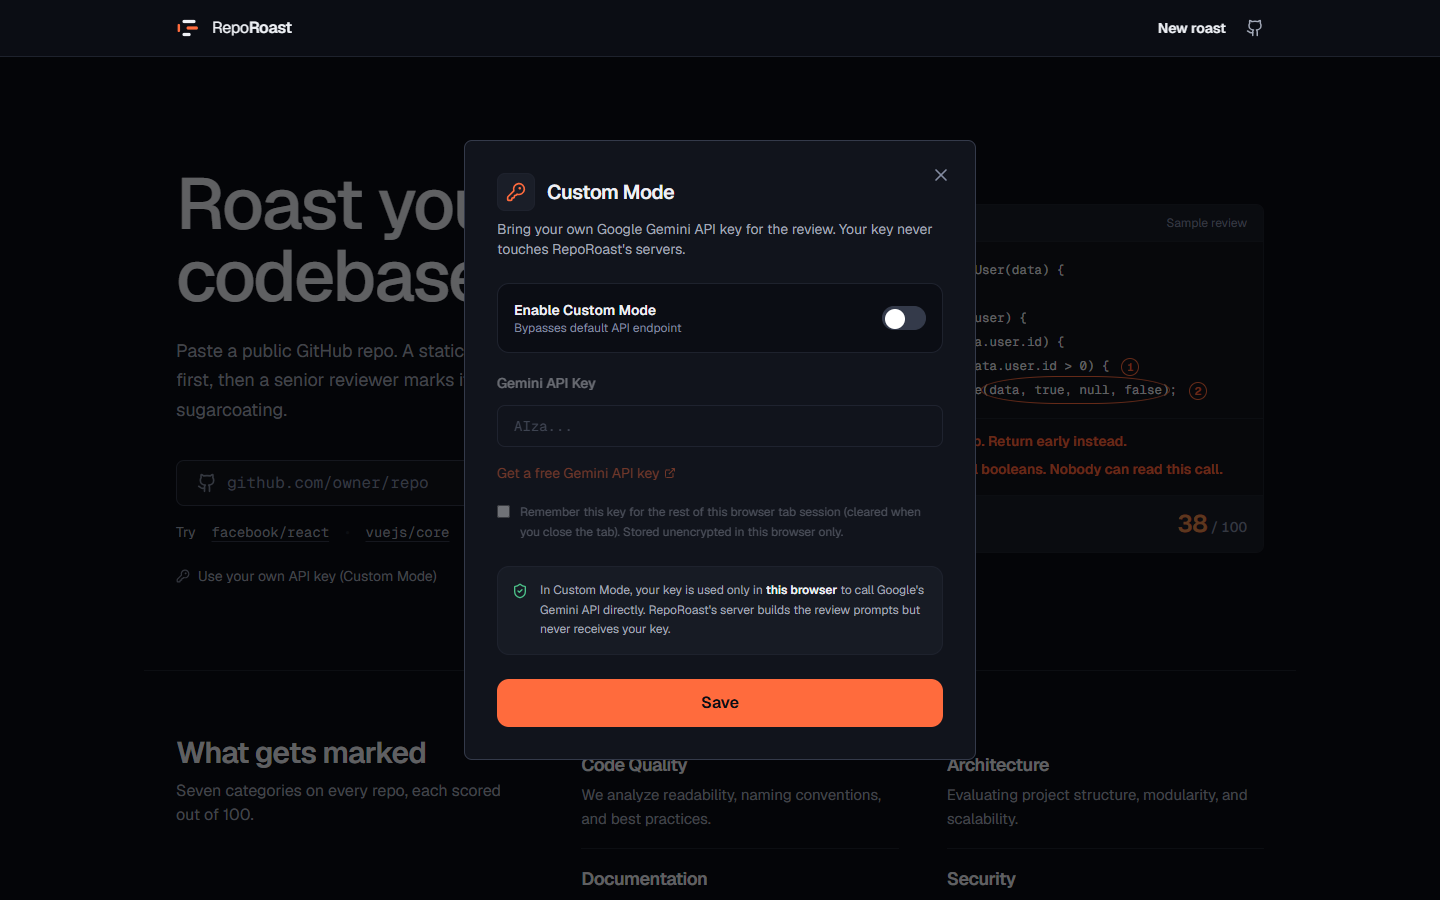 RepoRoast
New roast
Roast you
codebase
Paste a public GitHub repo. A static
first, then a senior reviewer marks i
sugarcoating.
github.com/owner/repo
Try facebook/react · vuejs/core
Use your own API key (Custom Mode)
Custom Mode
Bring your own Google Gemini API key for the review. Your key never
touches RepoRoast's servers.
Enable Custom Mode
Bypasses default API endpoint
Gemini API Key
AIza...
Get a free Gemini API key
Remember this key for the rest of this browser tab session (cleared when
you close the tab). Stored unencrypted in this browser only.
In Custom Mode, your key is used only in this browser to call Google's
Gemini API directly. RepoRoast's server builds the review prompts but
never receives your key.
Save
Sample review
User(data) {
user) {
a.user.id) {
ata.user.id > 0) { 1
e(data, true, null, false); 2
. Return early instead.
booleans. Nobody can read this call.
38 / 100
What gets marked
Seven categories on every repo, each scored
out of 100.
Code Quality
We analyze readability, naming conventions,
and best practices.
Architecture
Evaluating project structure, modularity, and
scalability.
Documentation
Security